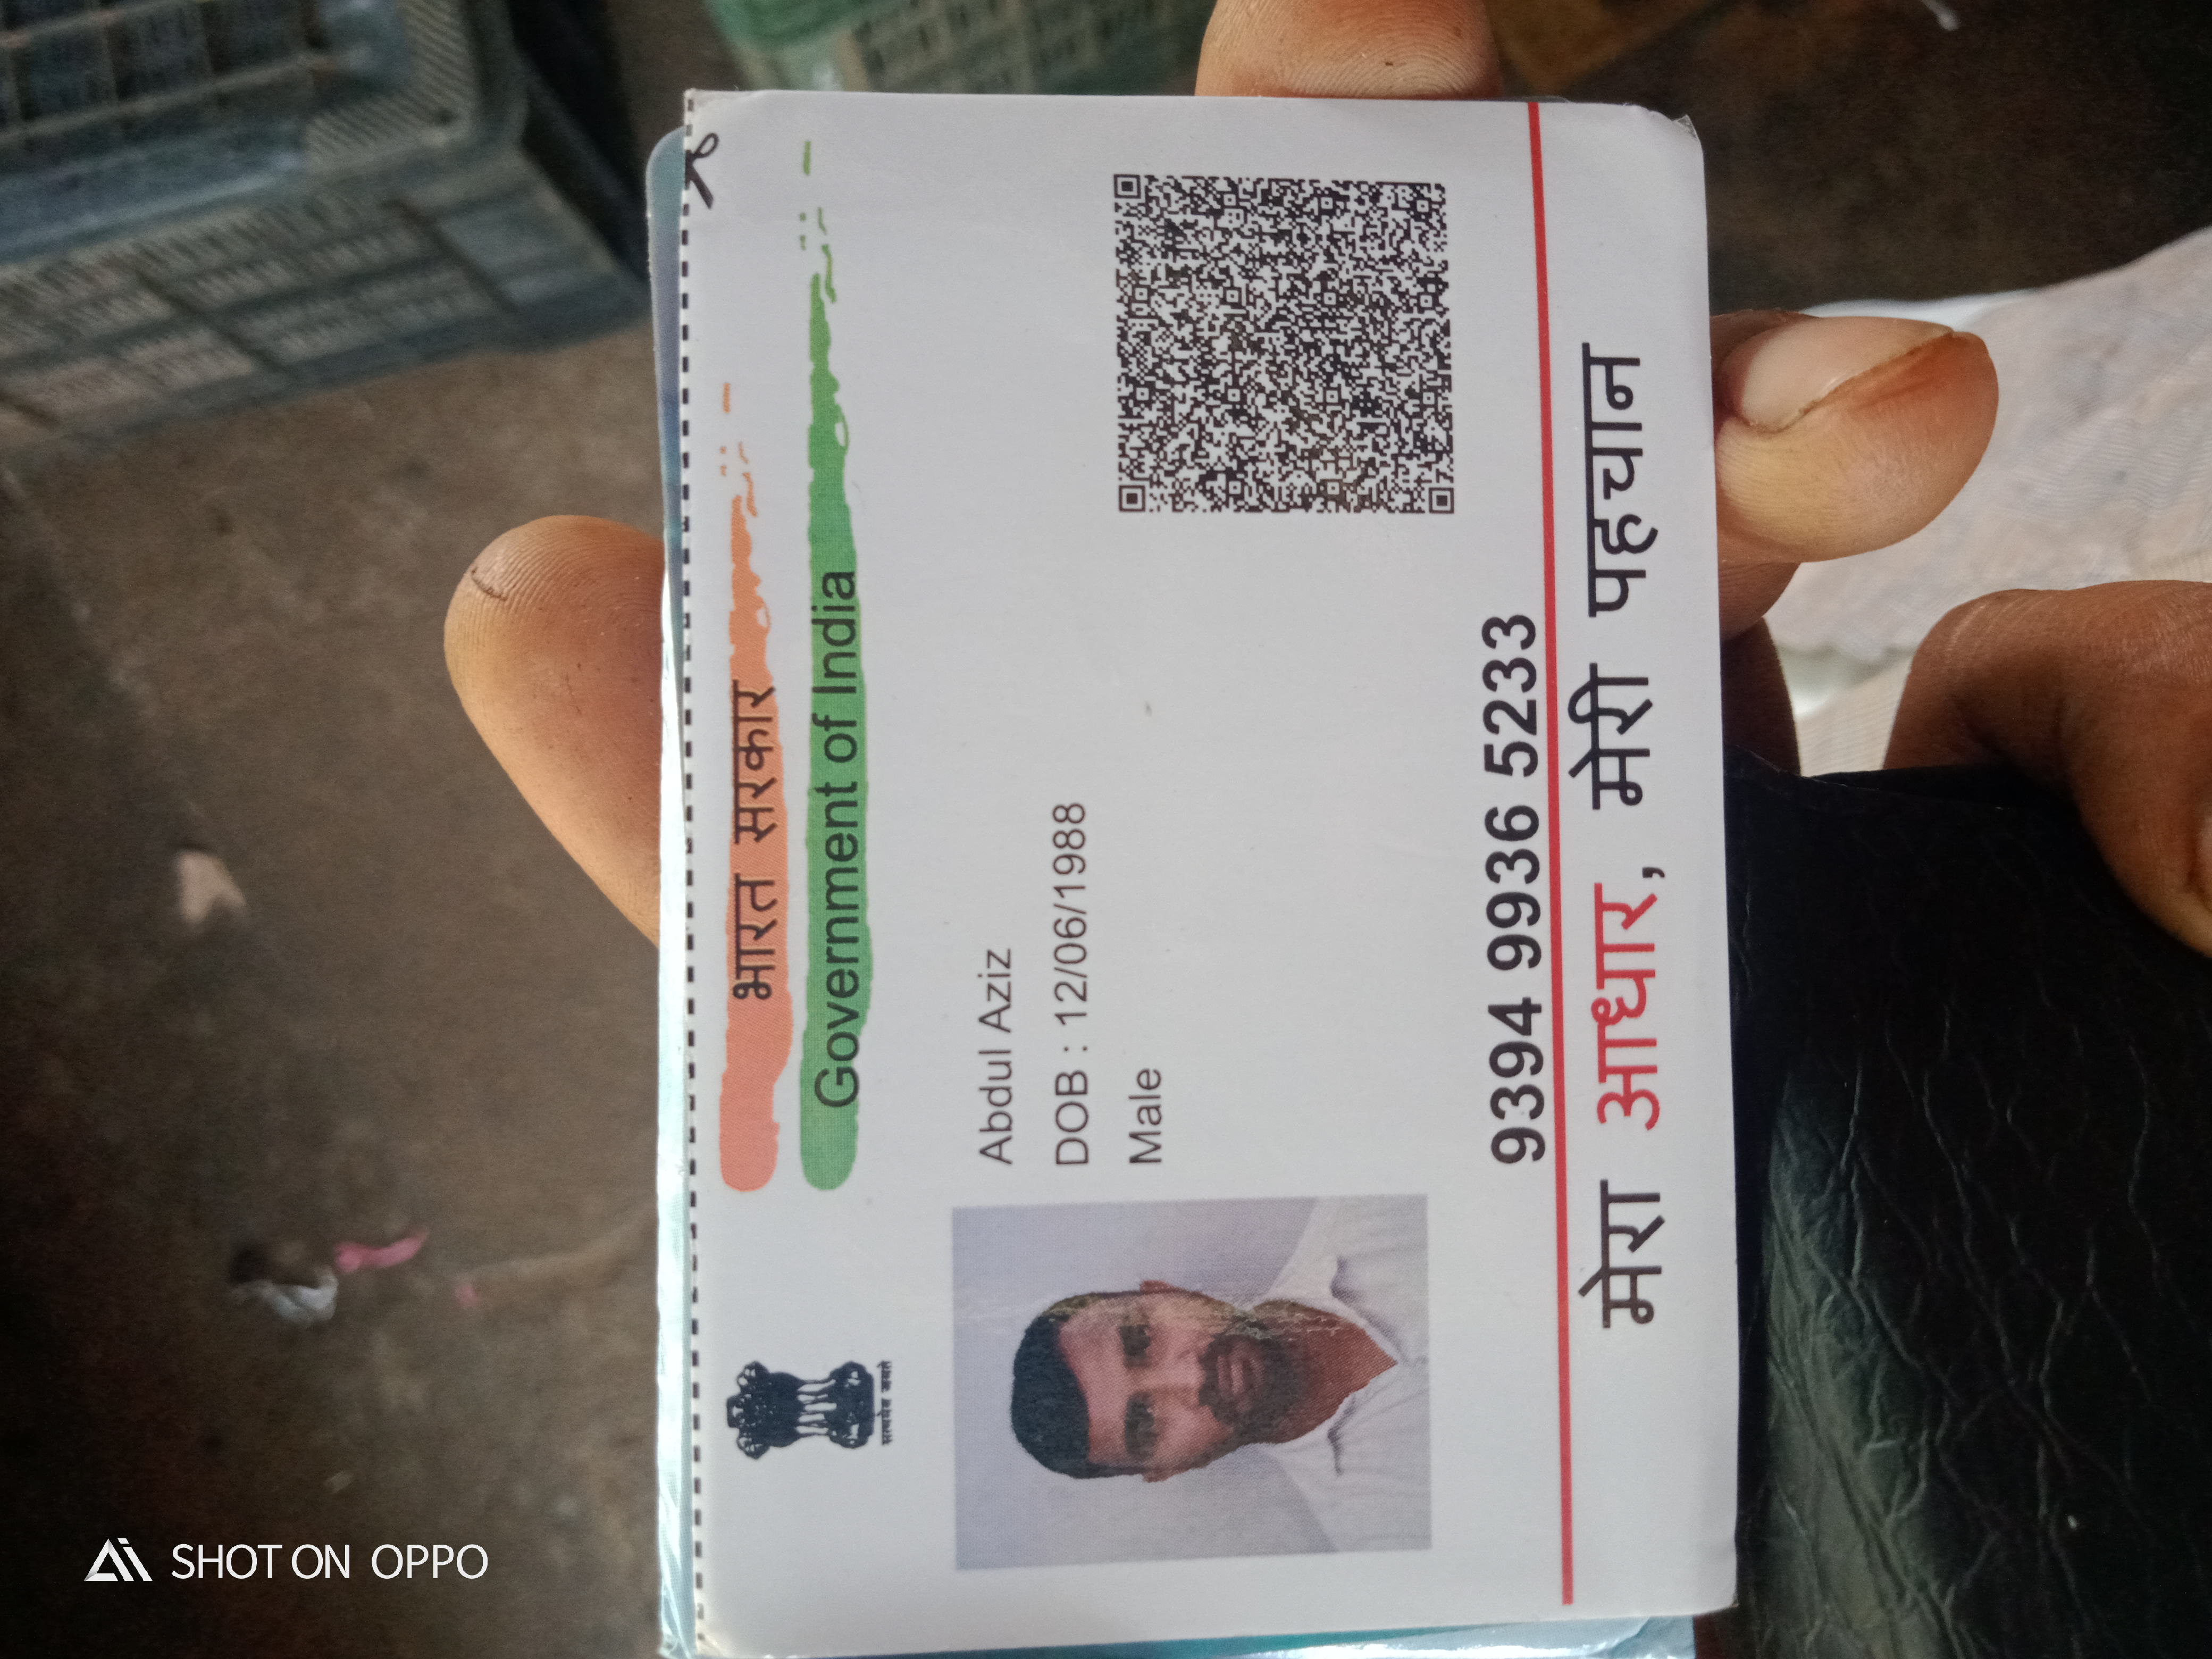 भारत सरकार
Government of India
सत्यमेव जयते
Abdul Aziz
DOB : 12/06/1988
Male
9394 9936 5233
मेरा आधार, मेरी पहचान
SHOT ON OPPO